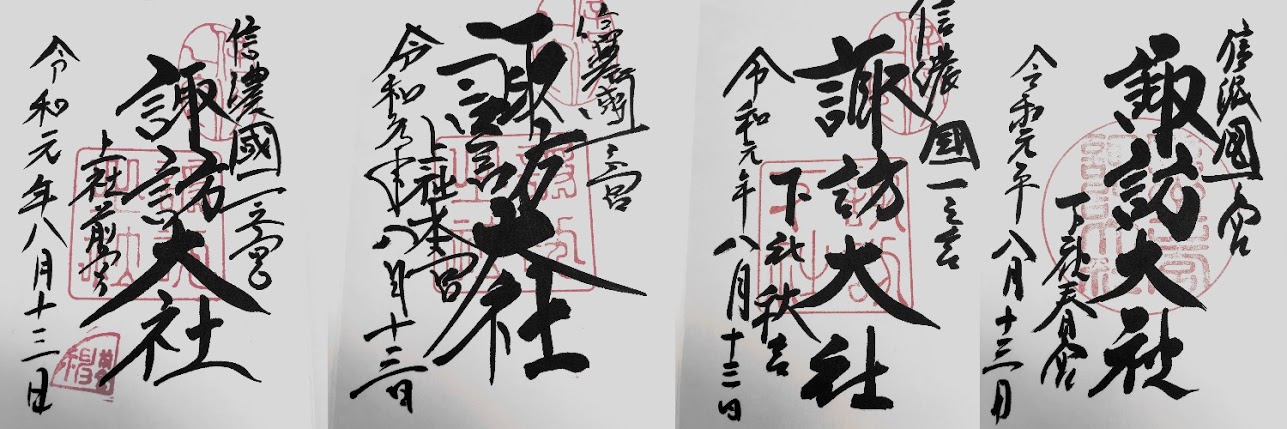 信濃國一之宮
諏訪大社
上社前宮
令和元年八月十三日
信濃國一之宮
諏訪大社
上社本宮
令和元年八月十三日
信濃國一之宮
諏訪大社
下社秋宮
令和元年八月十三日
信濃國一之宮
諏訪大社
下社春宮
令和元年八月十三日